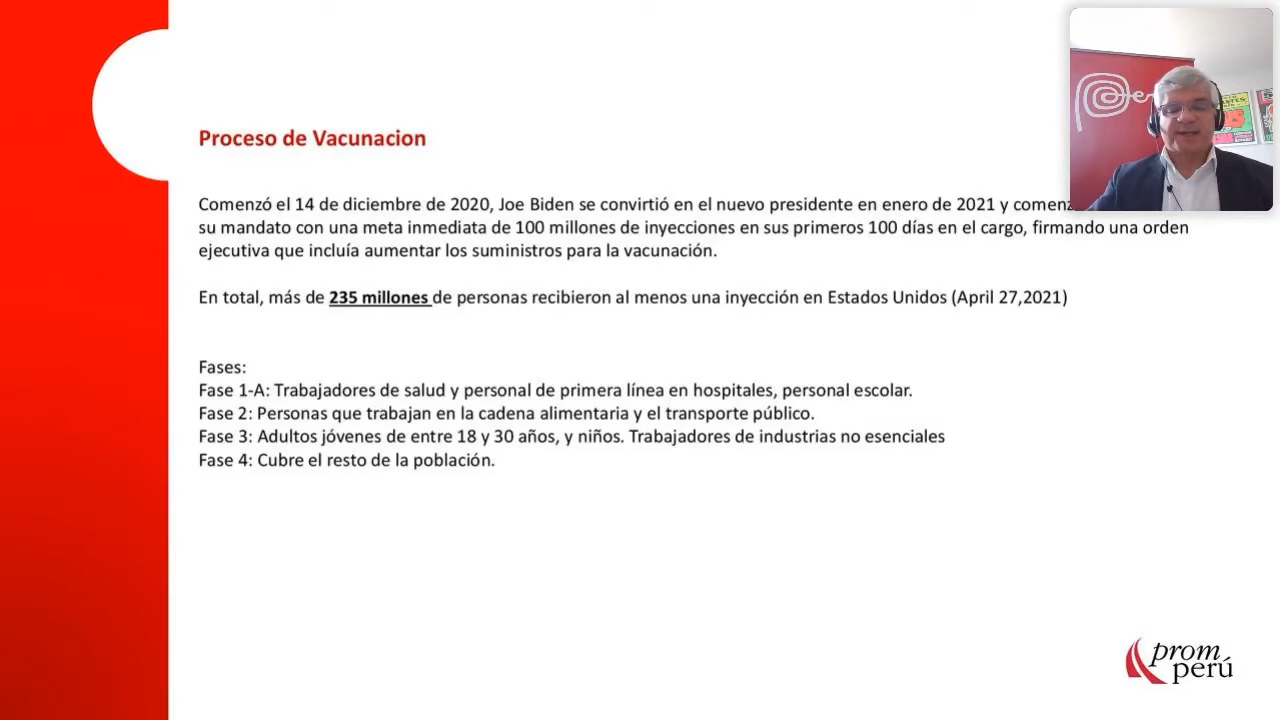 Proceso de Vacunacion
Comenzó el 14 de diciembre de 2020, Joe Biden se convirtió en el nuevo presidente en enero de 2021 y
su mandato con una meta inmediata de 100 millones de inyecciones en sus primeros 100 días en el cargo, firmando una orden
ejecutiva que incluía aumentar los suministros para la vacunación.
En total, más de 235 millones de personas recibieron al menos una inyección en Estados Unidos (April 27,2021)
Fases:
Fase 1-A: Trabajadores de salud y personal de primera línea en hospitales, personal escolar.
Fase 2: Personas que trabajan en la cadena alimentaria y el transporte público.
Fase 3: Adultos jóvenes de entre 18 y 30 años, y niños. Trabajadores de industrias no esenciales
Fase 4: Cubre el resto de la población.
prom
perú